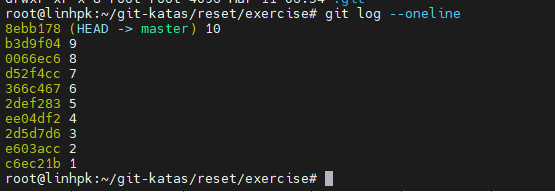 root@linhpk:~/git-katas/reset/exercise# git log --oneline
8ebb178 (HEAD -> master) 10
b3d9f04 9
0066ec6 8
d52f4cc 7
366c467 6
2def283 5
ee04df2 4
2d5d7d6 3
e603acc 2
c6ec21b 1
root@linhpk:~/git-katas/reset/exercise#